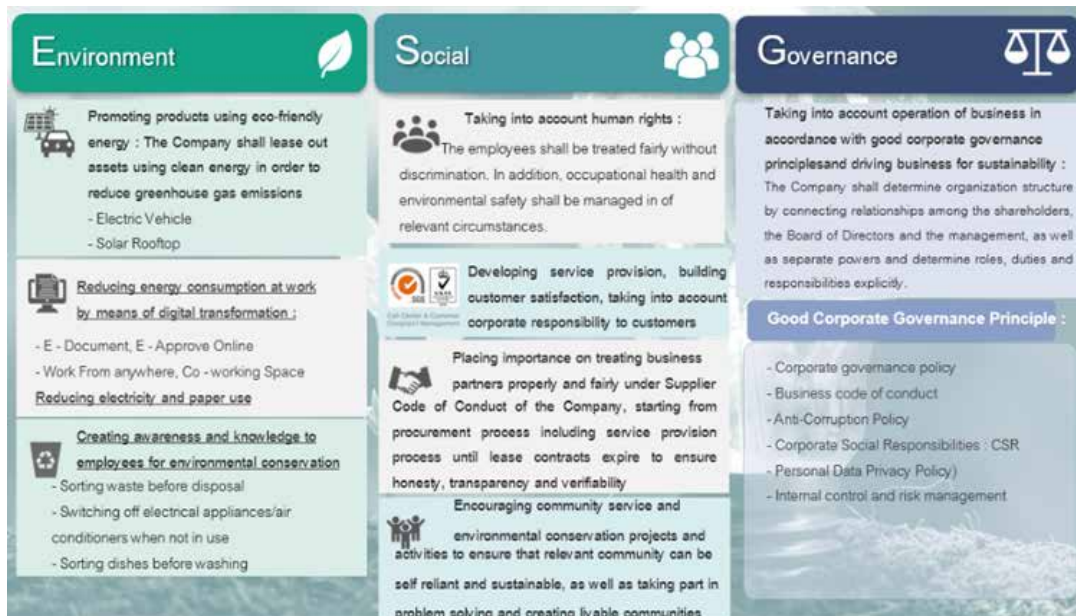 Environment
Promoting products using eco-friendly
energy : The Company shall lease out
assets using clean energy in order to
reduce greenhouse gas emissions
- Electric Vehicle
- Solar Rooftop
Reducing energy consumption at work
by means of digital transformation :
- E - Document, E - Approve Online
- Work From anywhere, Co - working Space
Reducing electricity and paper use
Creating awareness and knowledge to
employees for environmental conservation
- Sorting waste before disposal
- Switching off electrical appliances/air
conditioners when not in use
- Sorting dishes before washing
Social
Taking into account human rights :
The employees shall be treated fairly without
discrimination. In addition, occupational health and
environmental safety shall be managed in of
relevant circumstances.
SGS
Call Center & Customer
Complaint Management
Developing service provision, building
customer satisfaction, taking into account
corporate responsibility to customers
Placing importance on treating business
partners properly and fairly under Supplier
Code of Conduct of the Company, starting from
procurement process including service provision
process until lease contracts expire to ensure
honesty, transparency and verifiability
Encouraging community service and
environmental conservation projects and
activities to ensure that relevant community can be
self reliant and sustainable, as well as taking part in
problem solving and creating livable communities
Governance
Taking into account operation of business in
accordance with good corporate governance
principlesand driving business for sustainability :
The Company shall determine organization structure
by connecting relationships among the shareholders,
the Board of Directors and the management, as well
as separate powers and determine roles, duties and
responsibilities explicitly.
Good Corporate Governance Principle :
- Corporate governance policy
- Business code of conduct
- Anti-Corruption Policy
- Corporate Social Responsibilities : CSR
- Personal Data Privacy Policy)
- Internal control and risk management